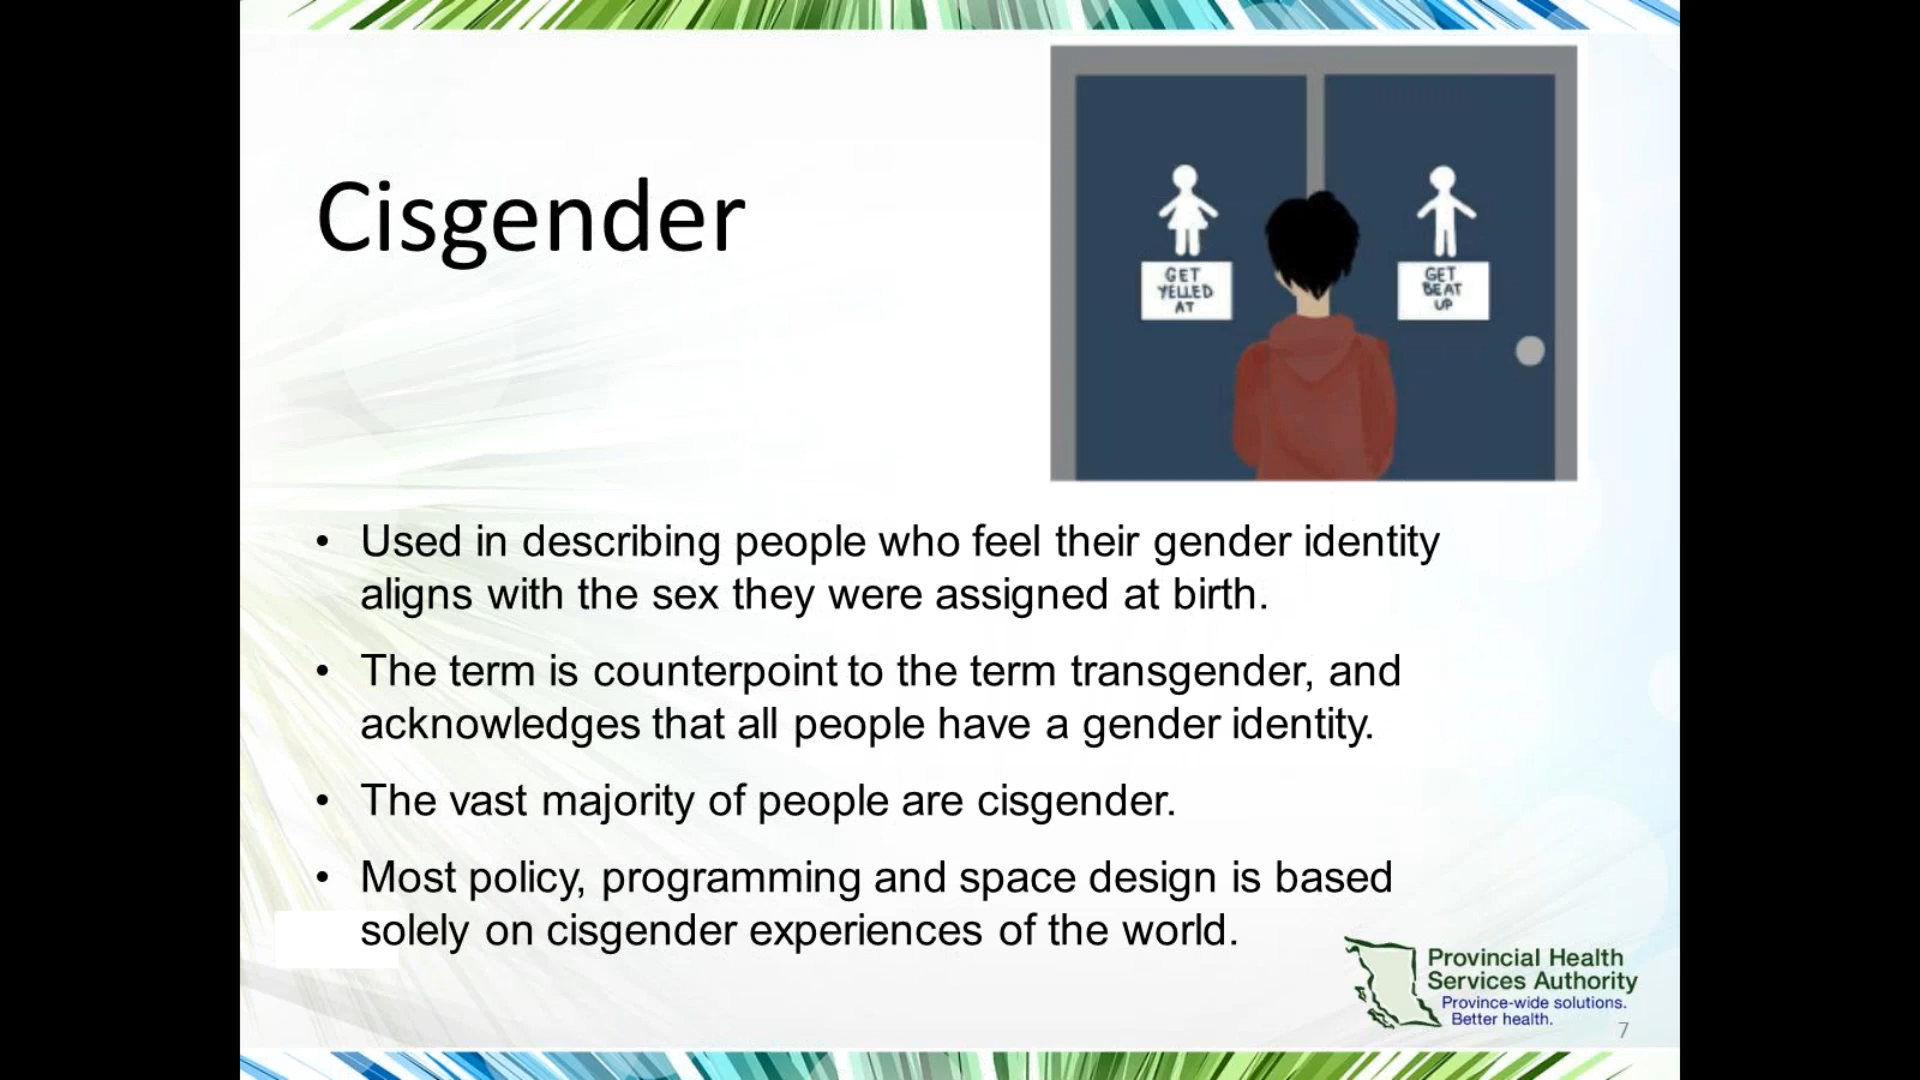 Cisgender
GET
YELLED
AT
GET
BEAT
UP
• Used in describing people who feel their gender identity
aligns with the sex they were assigned at birth.
• The term is counterpoint to the term transgender, and
acknowledges that all people have a gender identity.
• The vast majority of people are cisgender.
• Most policy, programming and space design is based
solely on cisgender experiences of the world.
Provincial Health
Services Authority
Province-wide solutions.
Better health.
7